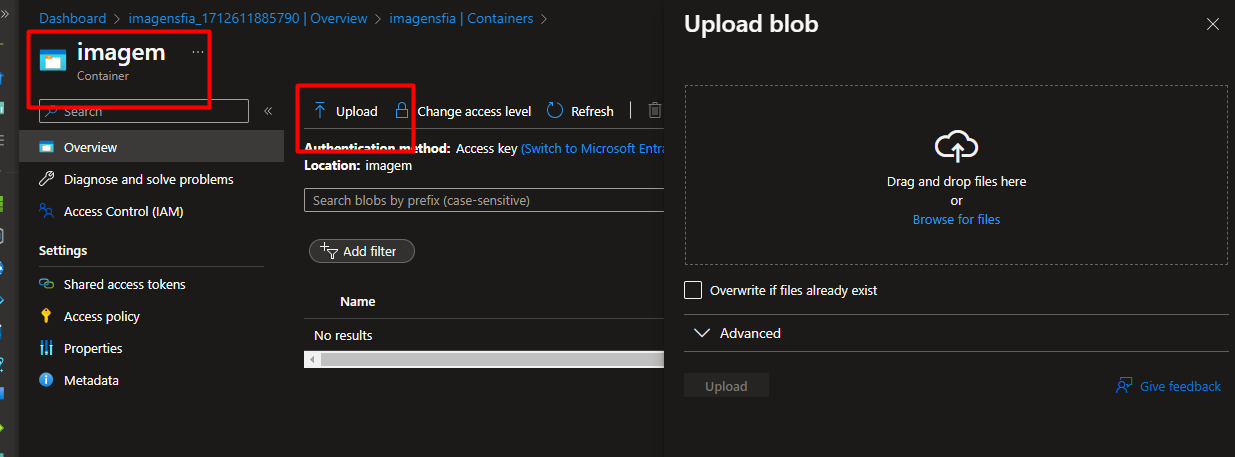 Dashboard > imagensfia_1712611885790 | Overview > imagensfia | Containers >
imagem ...
Container
Search
Overview
Diagnose and solve problems
Access Control (IAM)
Settings
Shared access tokens
Access policy
Properties
Metadata
Upload Change access level Refresh
Authentication method: Access key (Switch to Microsoft Entra
Location: imagem
Search blobs by prefix (case-sensitive)
Add filter
Name
No results
Upload blob
Drag and drop files here
or
Browse for files
Overwrite if files already exist
Advanced
Upload
Give feedback